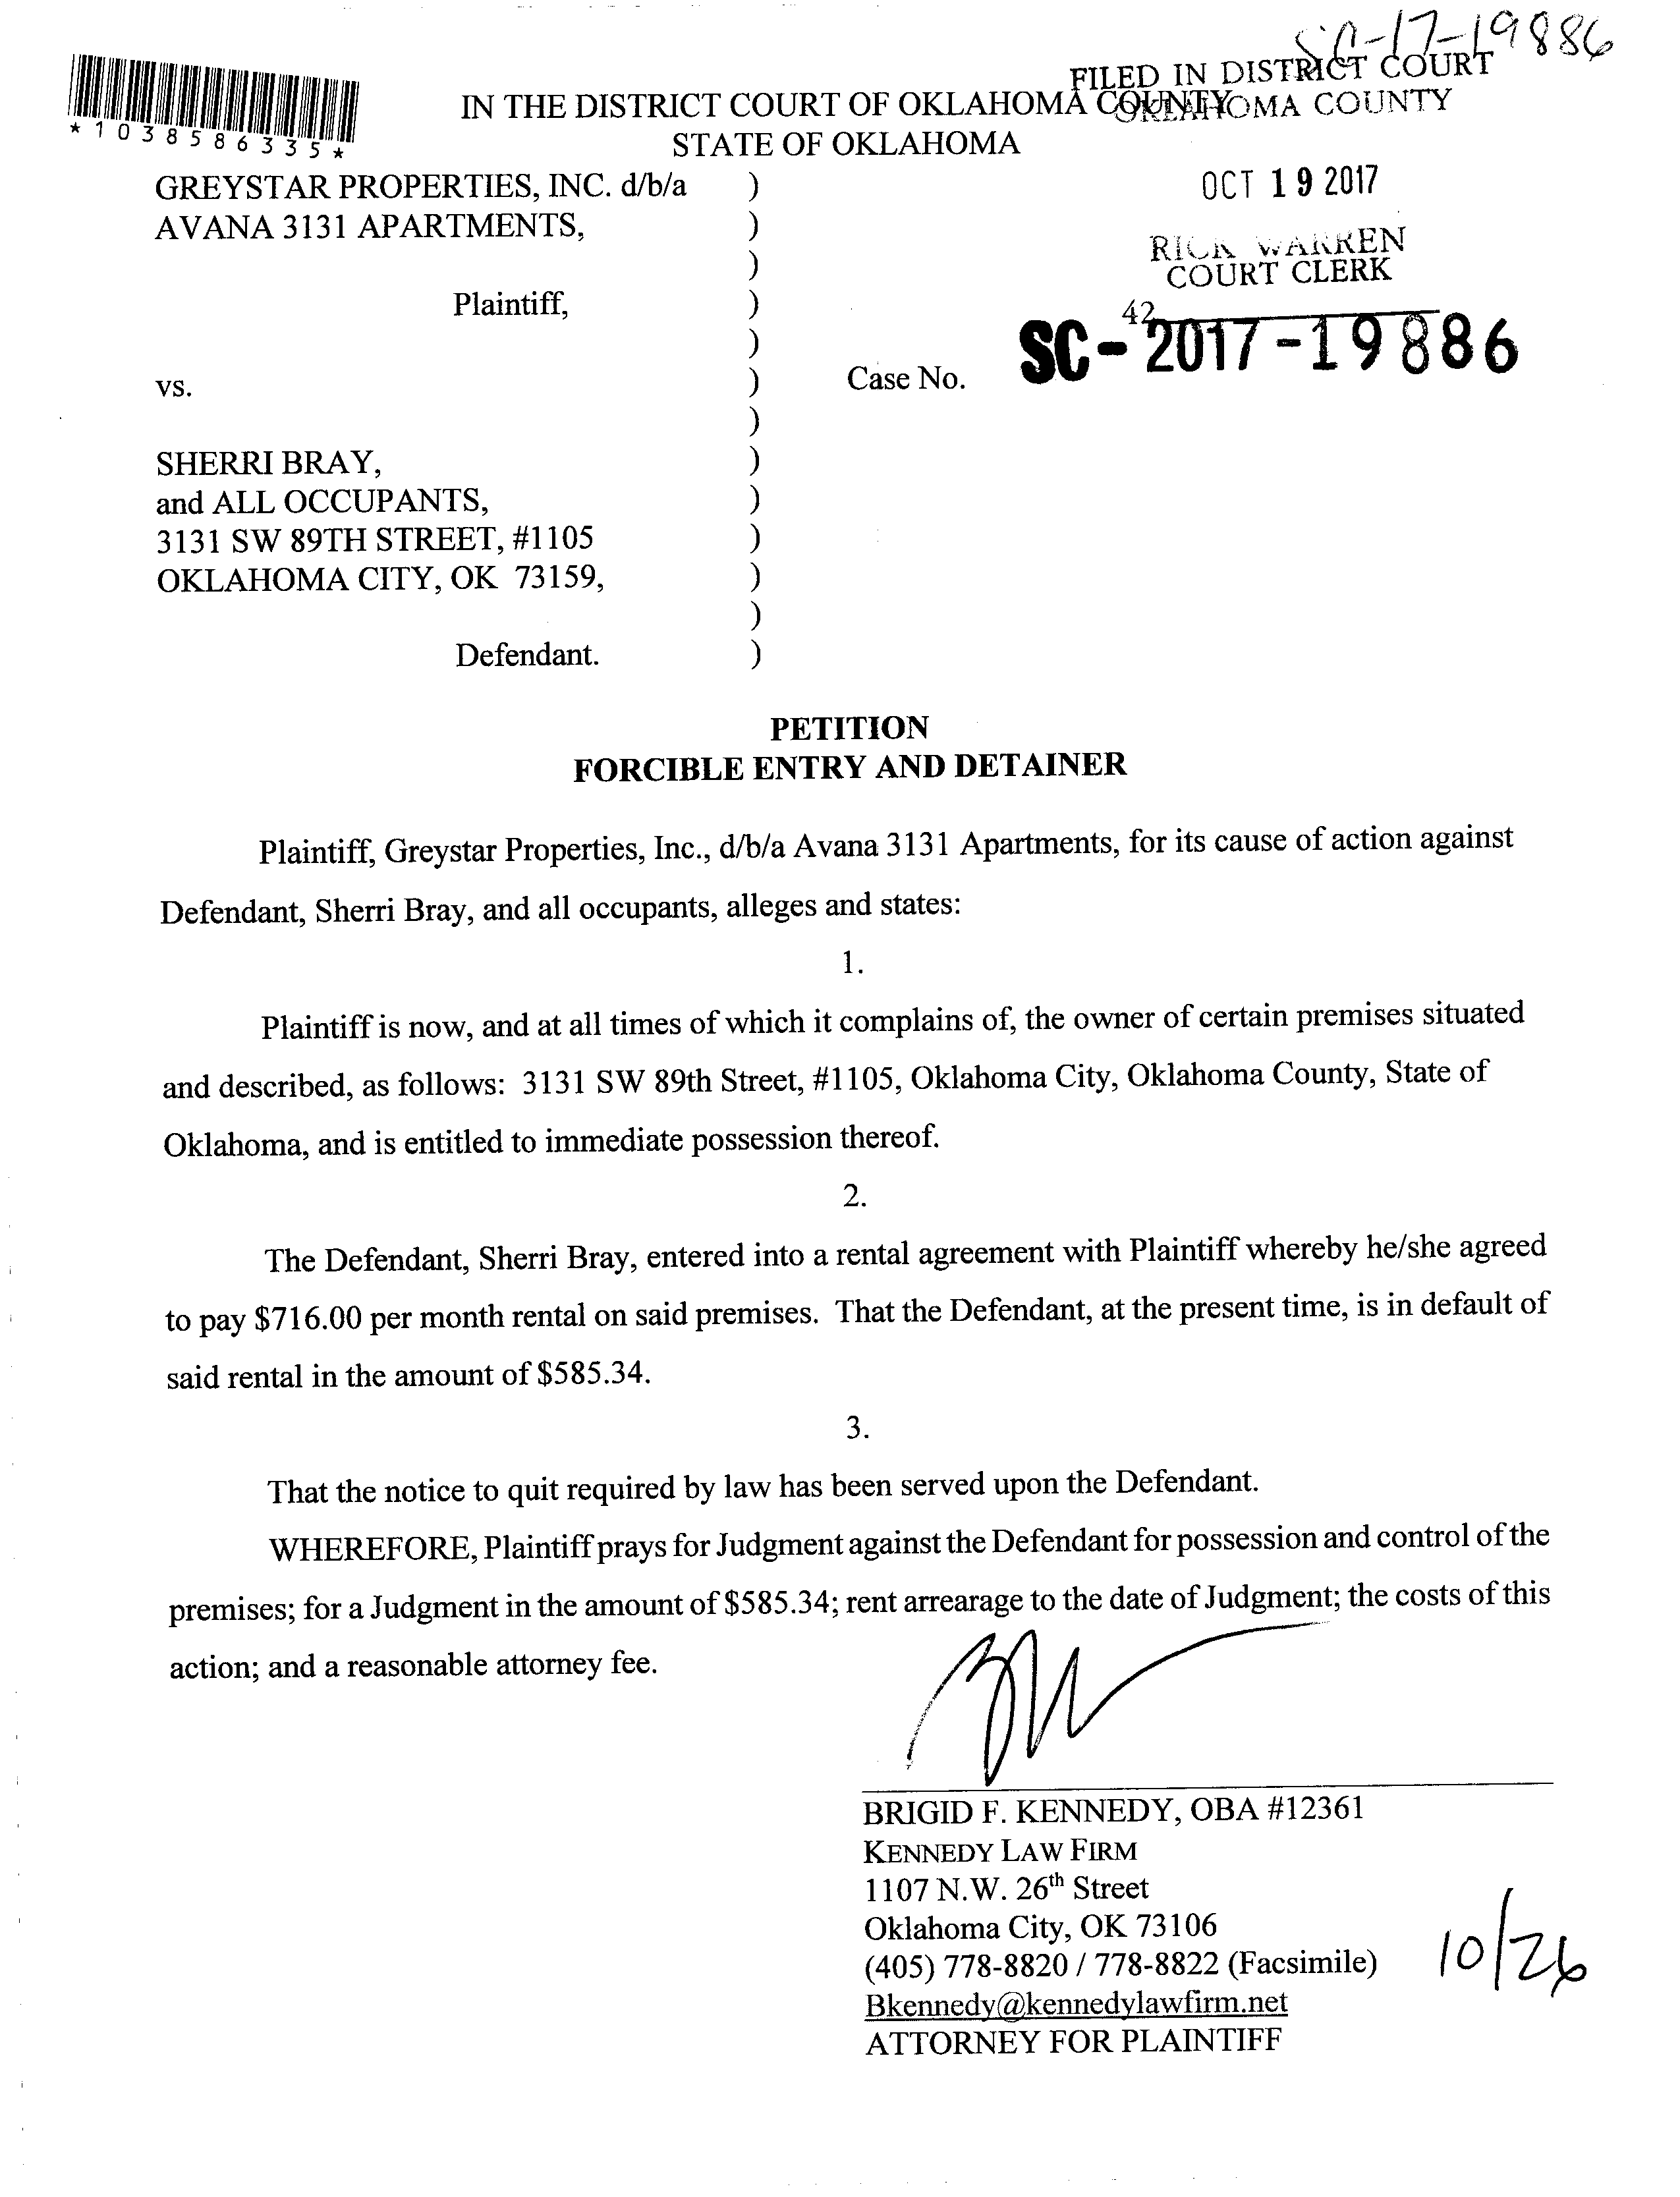 SC-17-19886
FILED IN DISTRICT COURT
OKLAHOMA COUNTY
IN THE DISTRICT COURT OF OKLAHOMA COUNTY
*1038586335*
STATE OF OKLAHOMA
OCT 19 2017
RICK WARREN
COURT CLERK
42
GREYSTAR PROPERTIES, INC. d/b/a )
AVANA 3131 APARTMENTS, )
)
Plaintiff, )
)
vs. ) Case No. SC-2017-19886
)
SHERRI BRAY, )
and ALL OCCUPANTS, )
3131 SW 89TH STREET, #1105 )
OKLAHOMA CITY, OK 73159, )
)
Defendant. )
PETITION
FORCIBLE ENTRY AND DETAINER
Plaintiff, Greystar Properties, Inc., d/b/a Avana 3131 Apartments, for its cause of action against
Defendant, Sherri Bray, and all occupants, alleges and states:
1.
Plaintiff is now, and at all times of which it complains of, the owner of certain premises situated
and described, as follows: 3131 SW 89th Street, #1105, Oklahoma City, Oklahoma County, State of
Oklahoma, and is entitled to immediate possession thereof.
2.
The Defendant, Sherri Bray, entered into a rental agreement with Plaintiff whereby he/she agreed
to pay $716.00 per month rental on said premises. That the Defendant, at the present time, is in default of
said rental in the amount of $585.34.
3.
That the notice to quit required by law has been served upon the Defendant.
WHEREFORE, Plaintiff prays for Judgment against the Defendant for possession and control of the
premises; for a Judgment in the amount of $585.34; rent arrearage to the date of Judgment; the costs of this
action; and a reasonable attorney fee.
BRIGID F. KENNEDY, OBA #12361
KENNEDY LAW FIRM
1107 N.W. 26th Street
Oklahoma City, OK 73106
(405) 778-8820 / 778-8822 (Facsimile)
Bkennedy@kennedylawfirm.net
ATTORNEY FOR PLAINTIFF
10/26